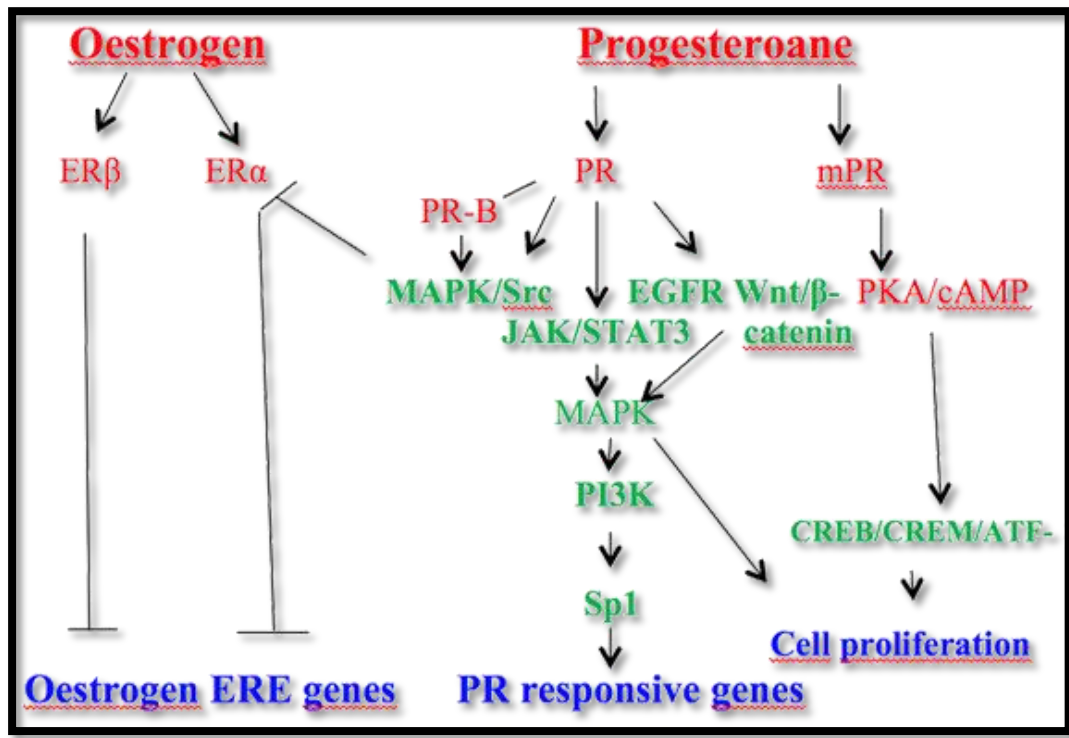 Oestrogen
Progesteroane
ERβ
ERα
PR
mPR
PR-B
MAPK/Src
EGFR Wnt/β-
PKA/cAMP
JAK/STAT3
catenin
MAPK
PI3K
CREB/CREM/ATF-
Sp1
Cell proliferation
Oestrogen ERE genes
PR responsive genes